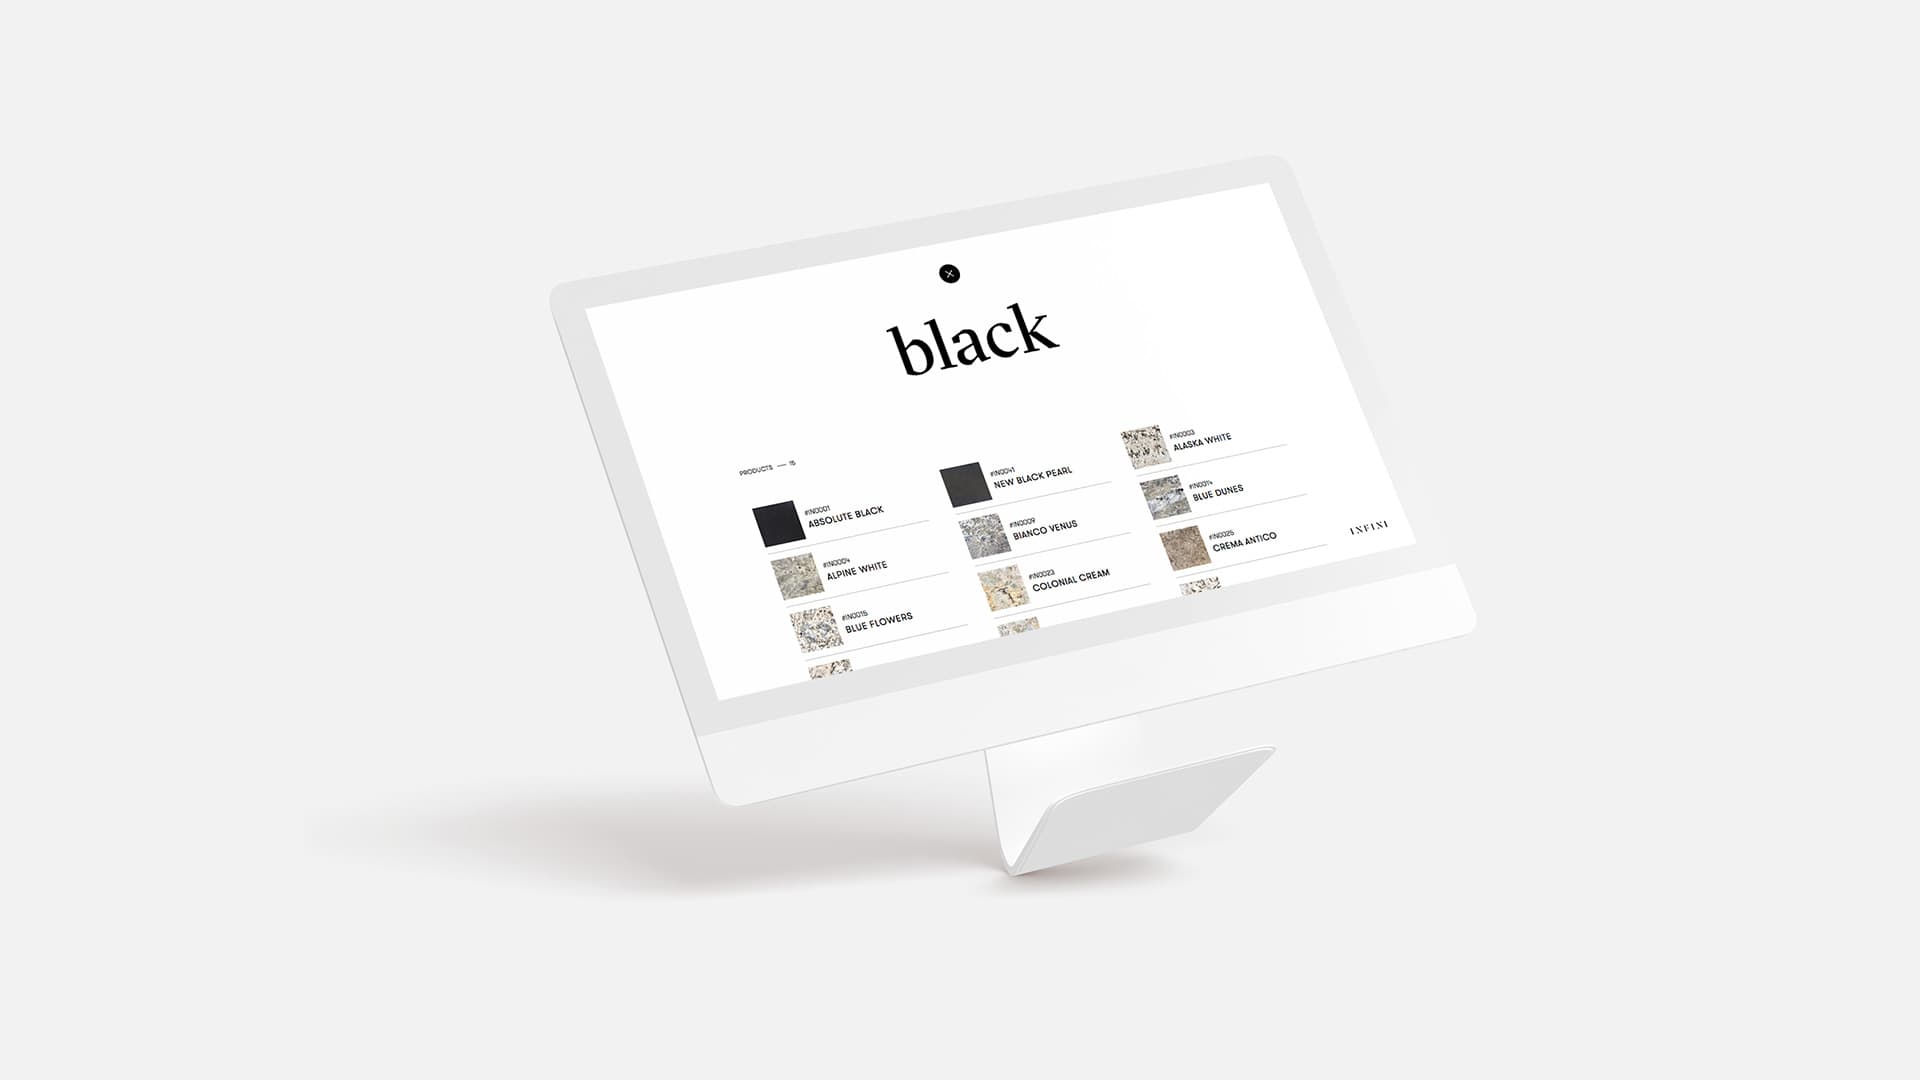 black
PRODUCTS — 15
#IN0001
ABSOLUTE BLACK
#IN0004
ALPINE WHITE
#IN0015
BLUE FLOWERS
#IN0041
NEW BLACK PEARL
#IN0009
BIANCO VENUS
#IN0023
COLONIAL CREAM
#IN0003
ALASKA WHITE
#IN0014
BLUE DUNES
#IN0025
CREMA ANTICO
INFINI